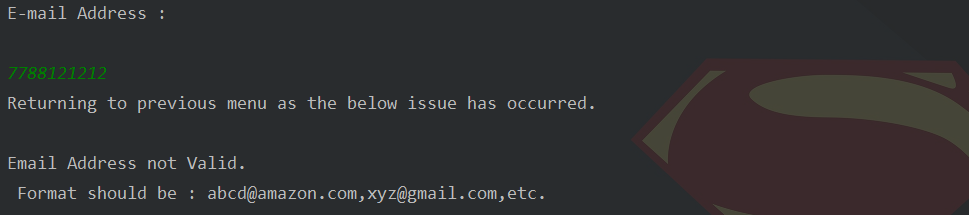 E-mail Address :
7788121212
Returning to previous menu as the below issue has occurred.
Email Address not Valid.
Format should be : abcd@amazon.com,xyz@gmail.com,etc.